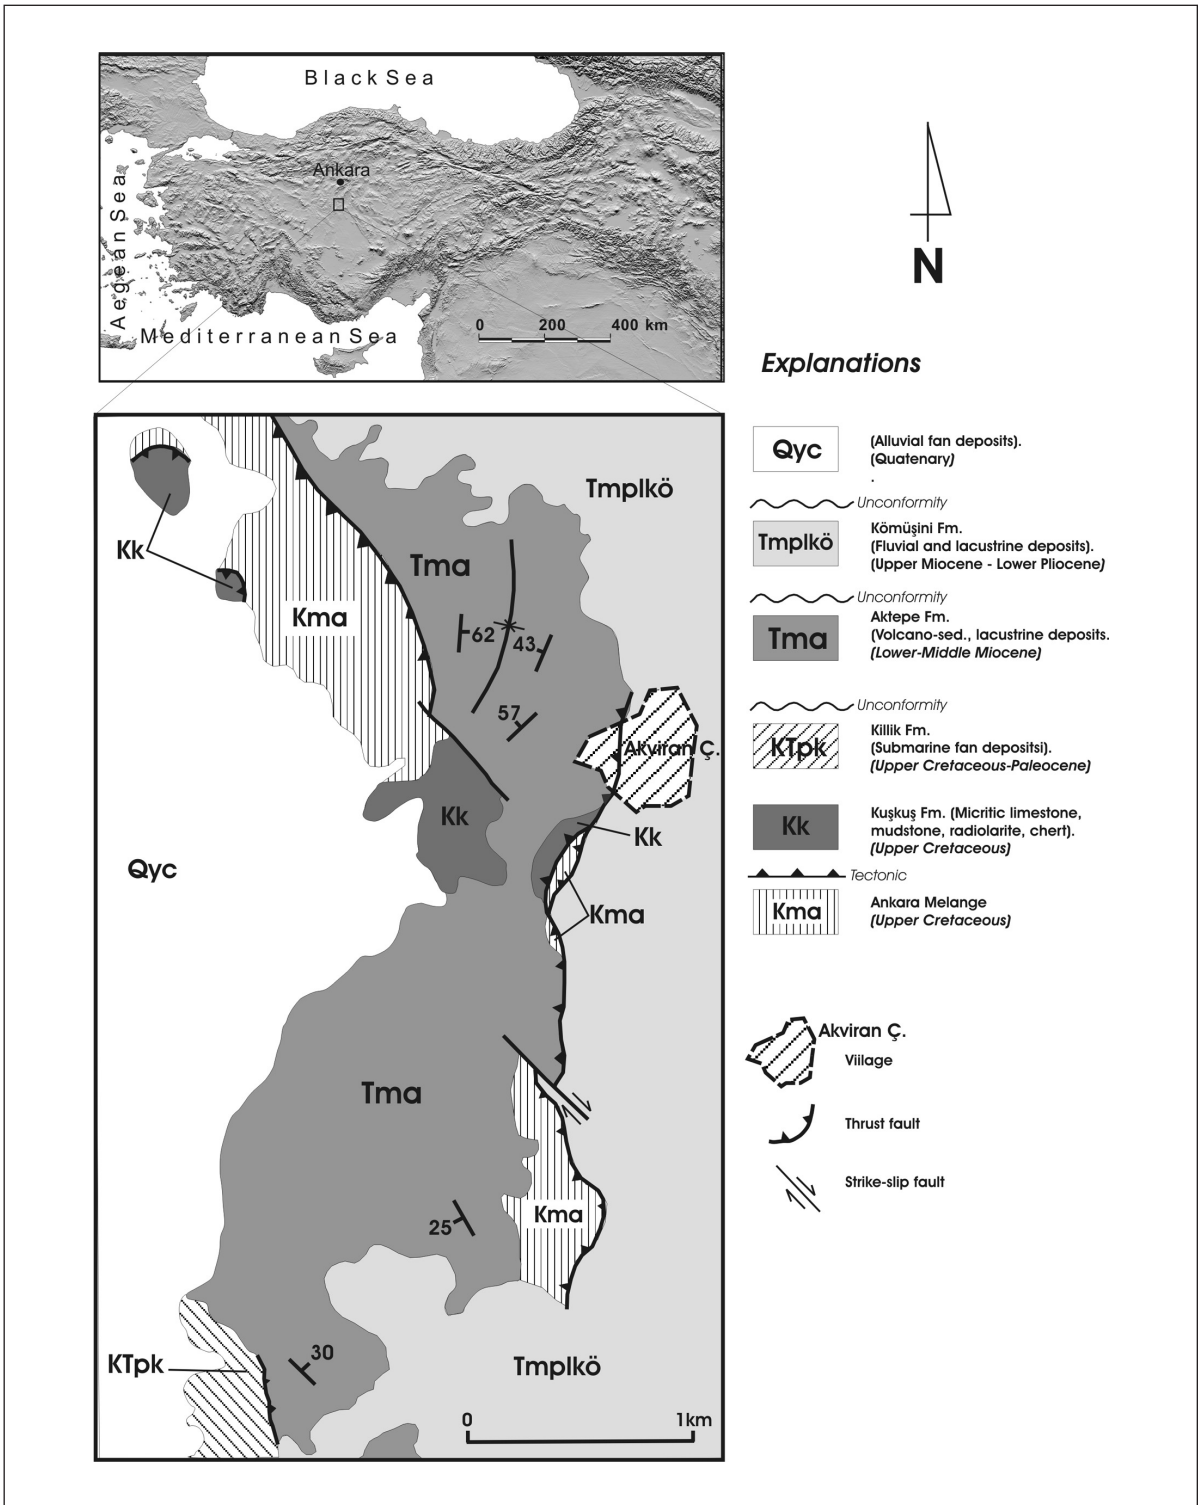 Black Sea
Ankara
Aegean Sea
Mediterranean Sea
0 200 400 km
N
Explanations
Qyc
(Alluvial fan deposits).
(Quatenary)
.
Unconformity
Tmplkö
Kömüşini Fm.
(Fluvial and lacustrine deposits).
(Upper Miocene - Lower Pliocene)
Unconformity
Tma
Aktepe Fm.
(Volcano-sed., lacustrine deposits.
(Lower-Middle Miocene)
Unconformity
KTpk
Killik Fm.
(Submarine fan depositsi).
(Upper Cretaceous-Paleocene)
Kk
Kuşkuş Fm. (Micritic limestone,
mudstone, radiolarite, chert).
(Upper Cretaceous)
Tectonic
Kma
Ankara Melange
(Upper Cretaceous)
Akviran Ç.
Viilage
Thrust fault
Strike-slip fault
Tmplkö
Kk
Tma
Kma
62
43
57
Akviran Ç.
Kk
Kk
Qyc
Kma
Tma
Kma
25
30
KTpk
Tmplkö
0 1km